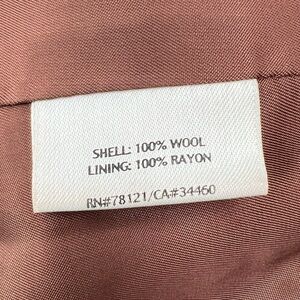 SHELL: 100% WOOL
LINING: 100% RAYON
RN#78121/CA#34460